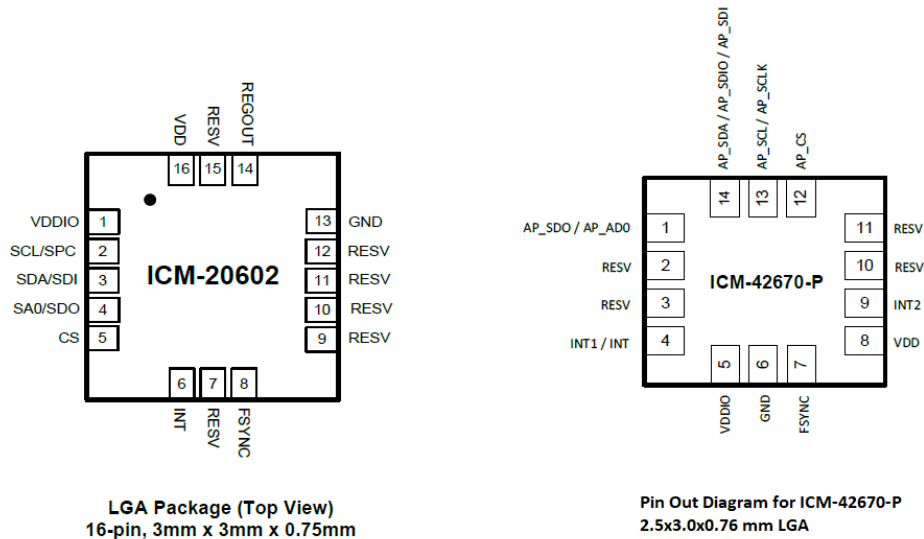 VDD
RESV
REGOUT
16
15
14
VDDIO
1
SCL/SPC
2
SDA/SDI
3
SA0/SDO
4
CS
5
ICM-20602
13
GND
12
RESV
11
RESV
10
RESV
9
RESV
6
7
8
INT
RESV
FSYNC
LGA Package (Top View)
16-pin, 3mm x 3mm x 0.75mm
AP_SDA / AP_SDIO / AP_SDI
AP_SCL / AP_SCLK
AP_CS
14
13
12
AP_SDO / AP_AD0
1
RESV
2
RESV
3
INT1 / INT
4
ICM-42670-P
11
RESV
10
RESV
9
INT2
8
VDD
5
6
7
VDDIO
GND
FSYNC
Pin Out Diagram for ICM-42670-P
2.5x3.0x0.76 mm LGA